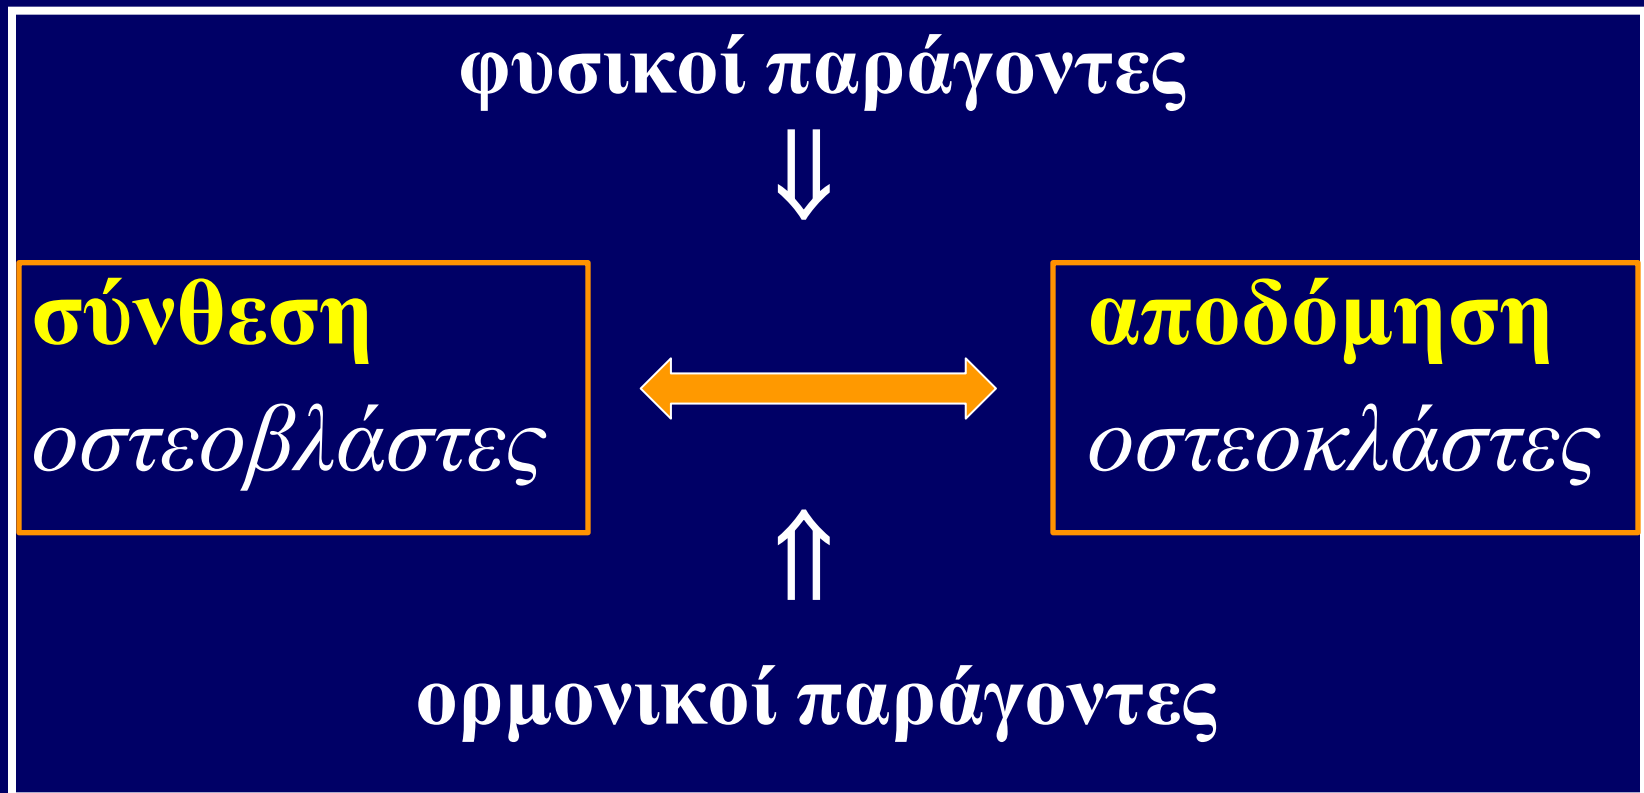 φυσικοί παράγοντες
⇓
σύνθεση
οστεοβλάστες
αποδόμηση
οστεοκλάστες
⇑
ορμονικοί παράγοντες